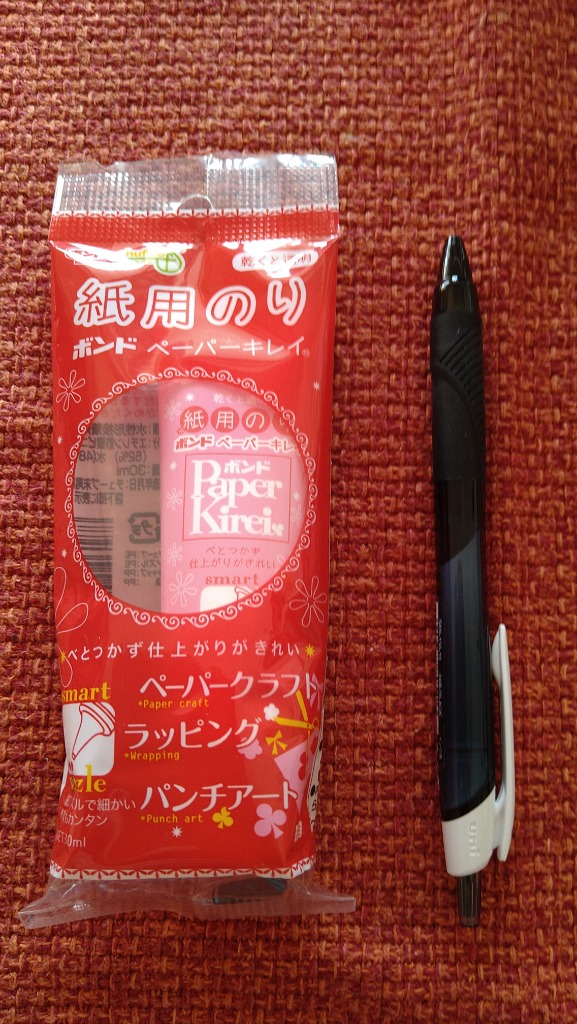 乾くと透明
紙用のり
ボンド ペーパーキレイ®
紙用の
ボンド ペーパーキレ
ボンド
Paper
Kirei
べとつかず
仕上がりがきれい
smart
30ml
べとつかず仕上がりがきれい
smart
ペーパークラフト
*Paper craft
ラッピング
*Wrapping
パンチアート
*Punch art
ズルで細かい
カンタン
30ml
uni